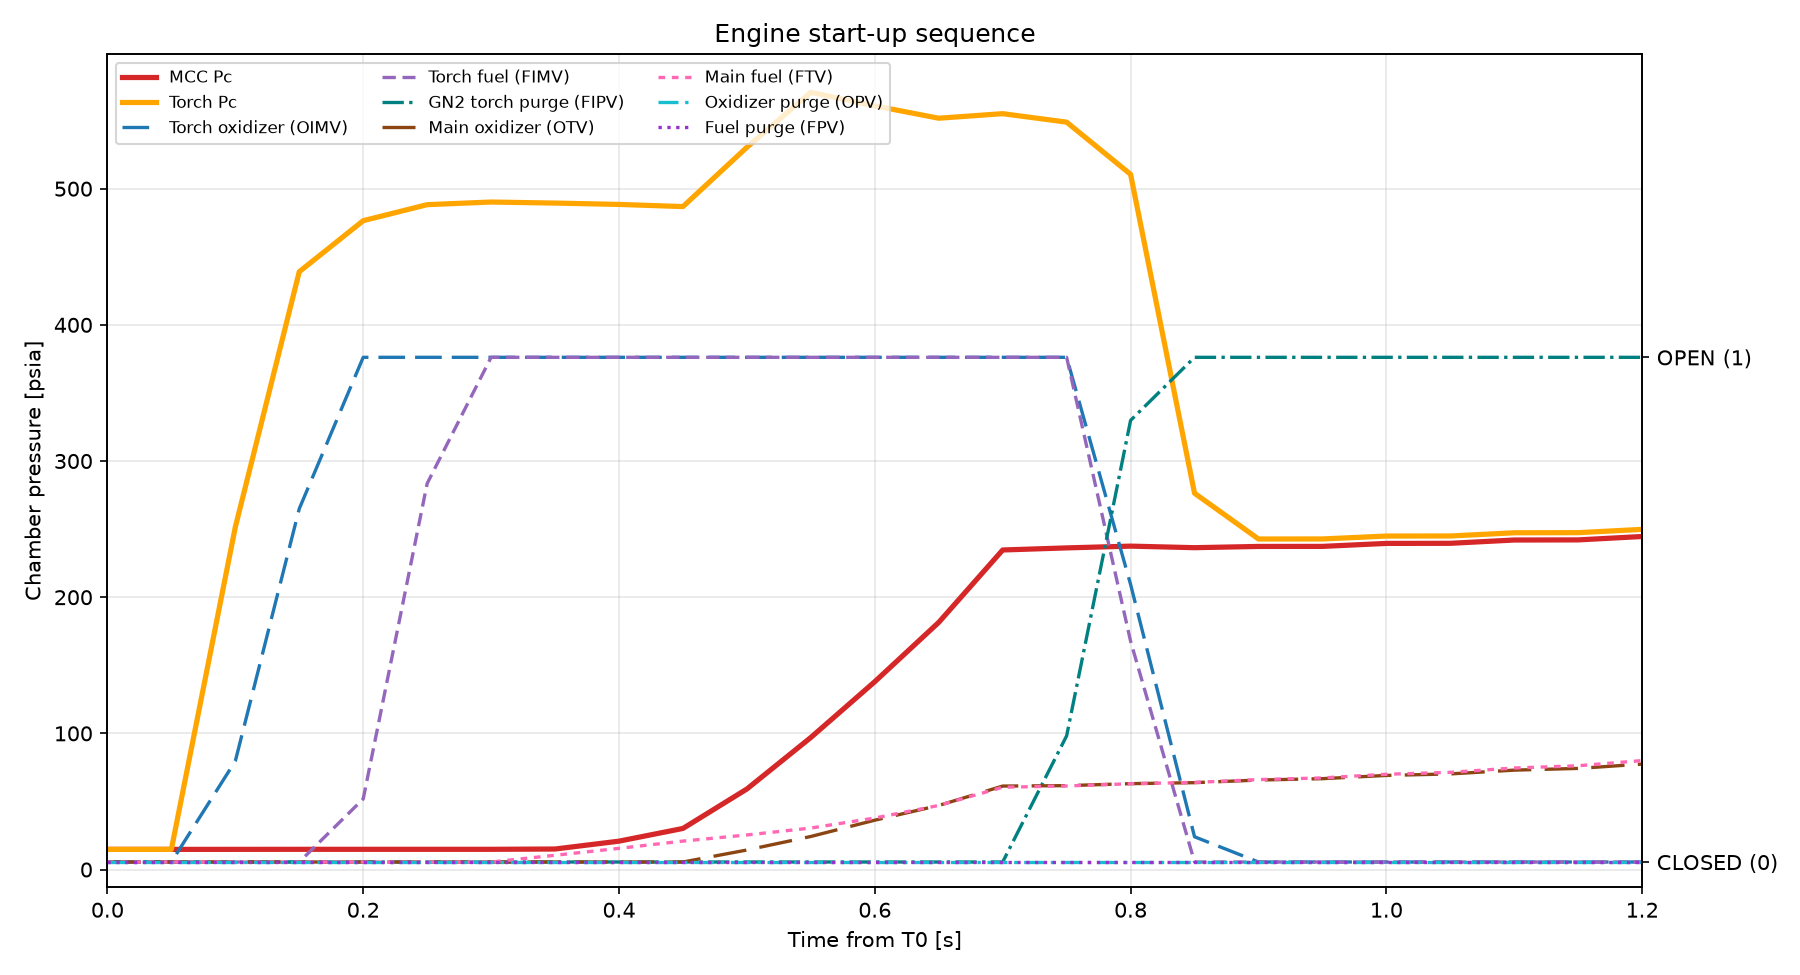 Engine start-up sequence
MCC Pc
Torch Pc
Torch oxidizer (OIMV)
Torch fuel (FIMV)
GN2 torch purge (FIPV)
Main oxidizer (OTV)
Main fuel (FTV)
Oxidizer purge (OPV)
Fuel purge (FPV)
Chamber pressure [psia]
500
400
300
200
100
0
OPEN (1)
CLOSED (0)
0.0 0.2 0.4 0.6 0.8 1.0 1.2
Time from T0 [s]